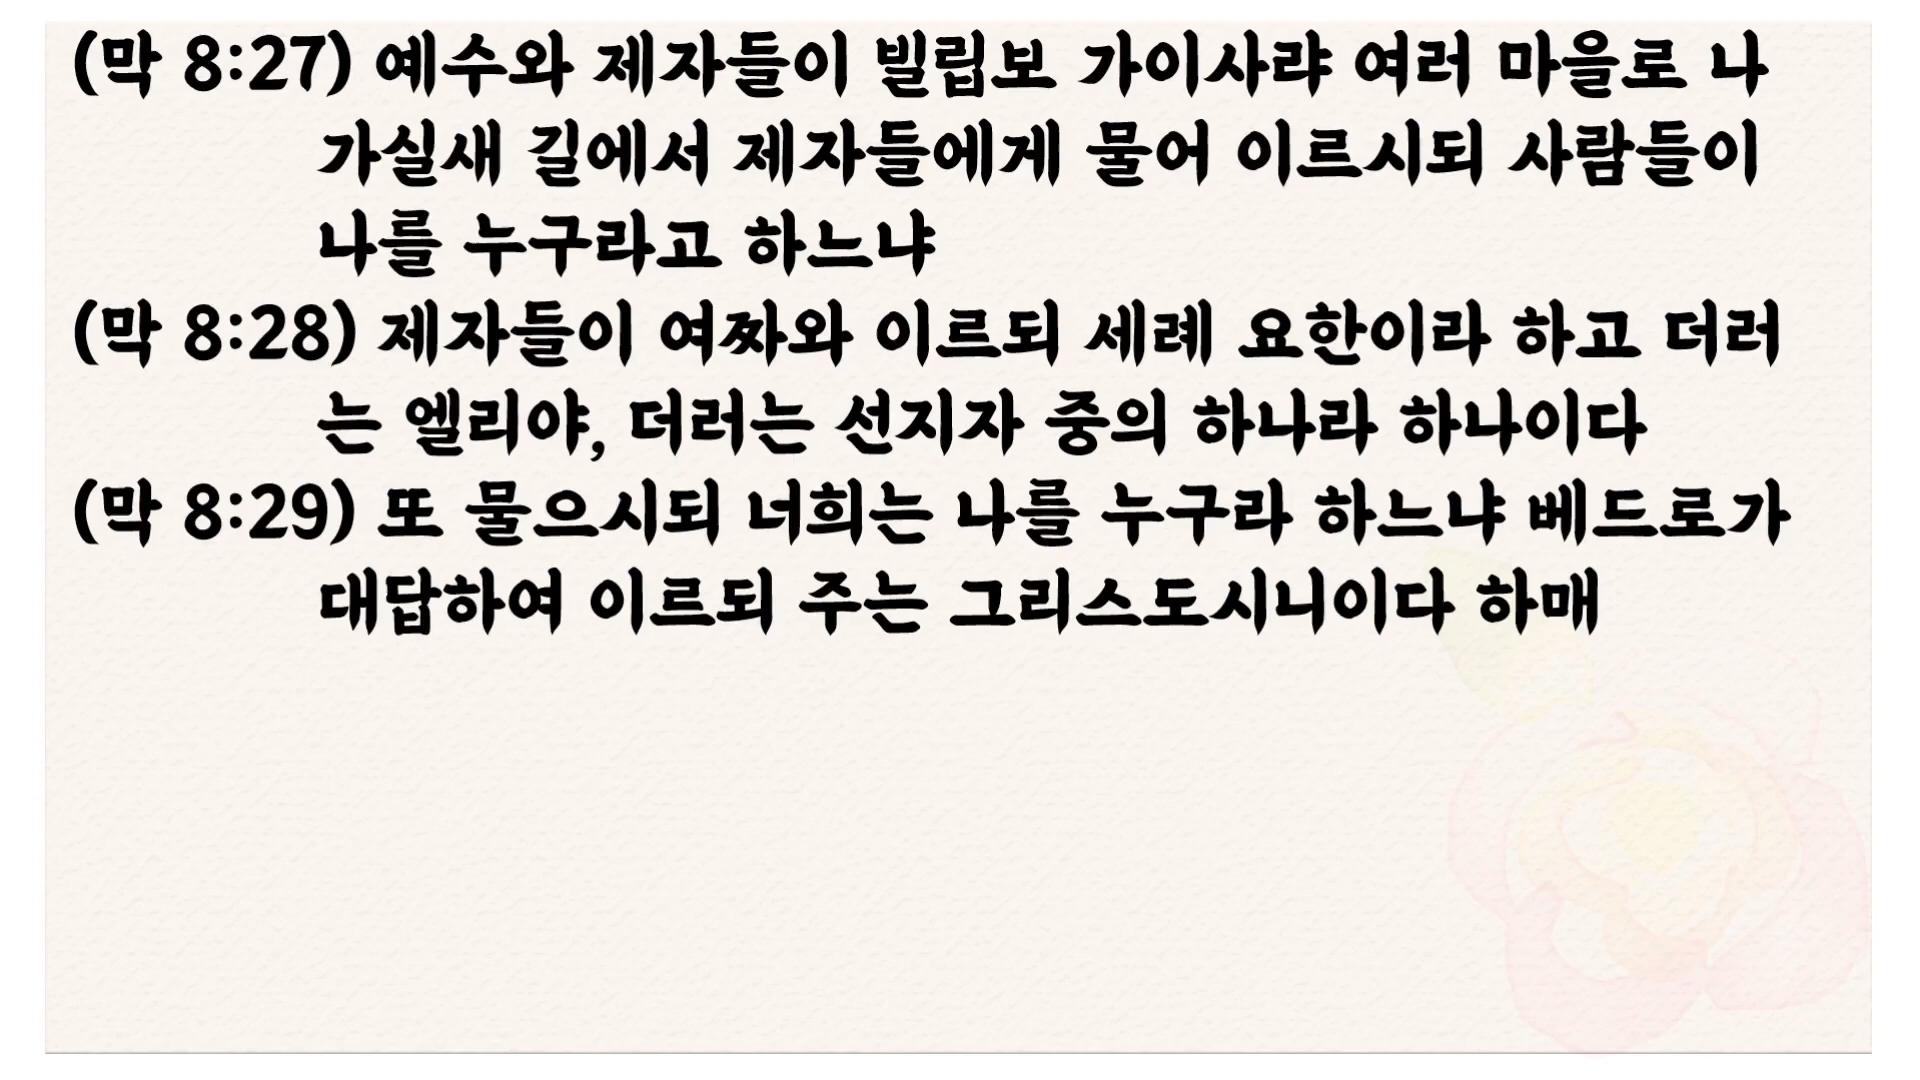 (막 8:27) 예수와 제자들이 빌립보 가이사랴 여러 마을로 나
가실새 길에서 제자들에게 물어 이르시되 사람들이
나를 누구라고 하느냐
(막 8:28) 제자들이 여짜와 이르되 세례 요한이라 하고 더러
는 엘리야, 더러는 선지자 중의 하나라 하나이다
(막 8:29) 또 물으시되 너희는 나를 누구라 하느냐 베드로가
대답하여 이르되 주는 그리스도시니이다 하매